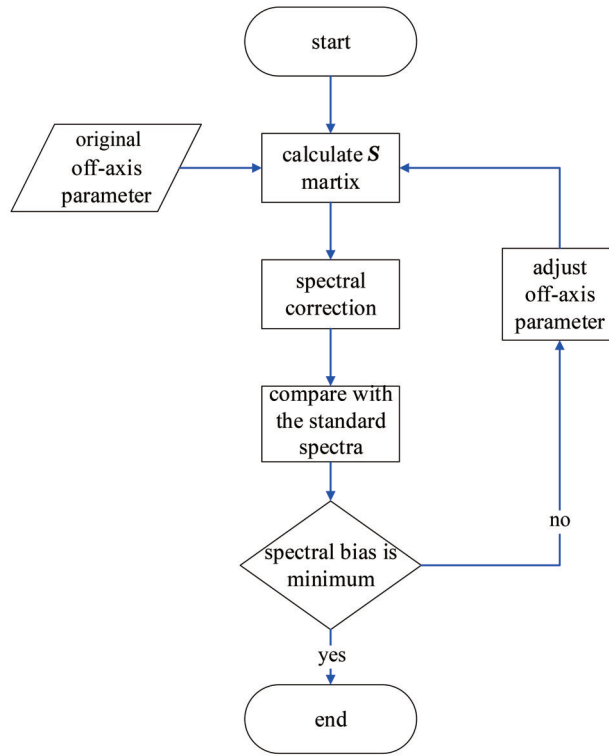 start
original
off-axis
parameter
calculate S
martix
spectral
correction
adjust
off-axis
parameter
compare with
the standard
spectra
spectral bias is
minimum
no
yes
end